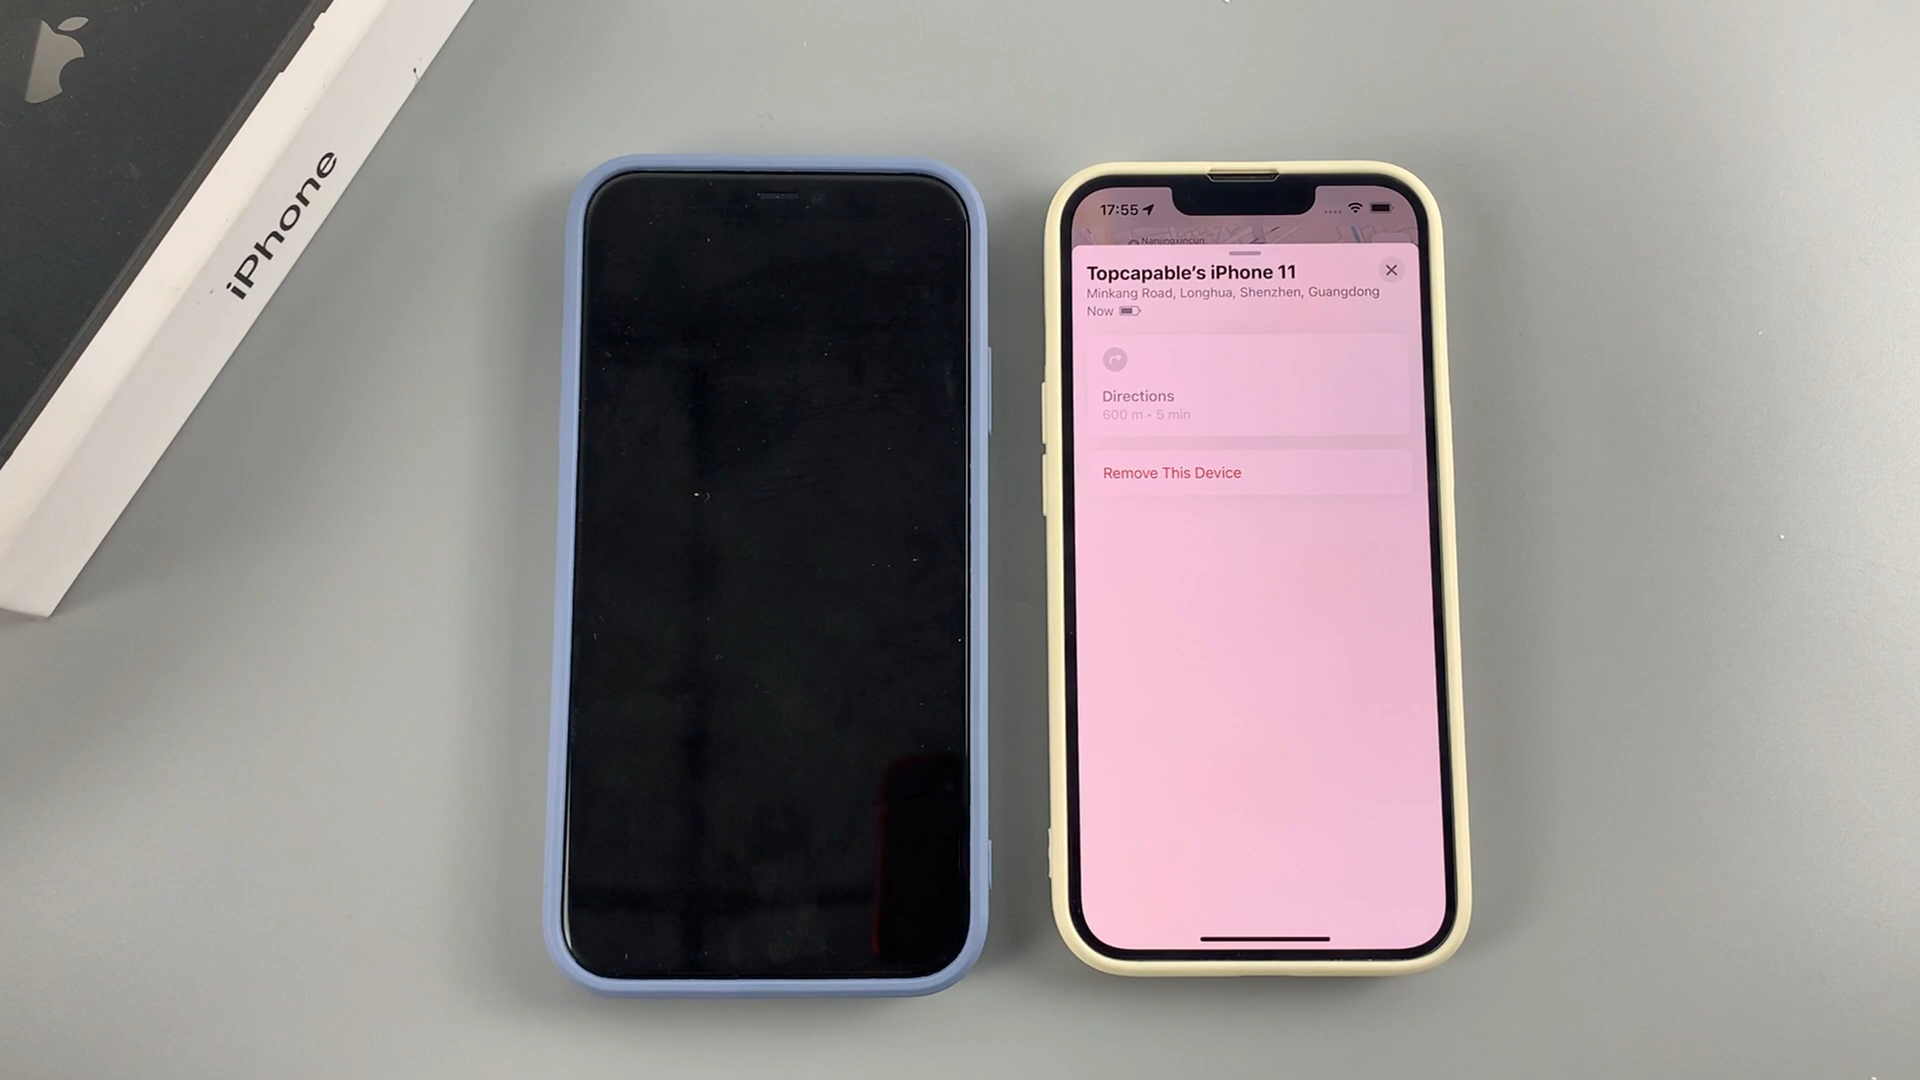 iPhone
17:55
Nanjingxincun
Topcapable’s iPhone 11
Minkang Road, Longhua, Shenzhen, Guangdong
Now
Directions
600 m • 5 min
Remove This Device